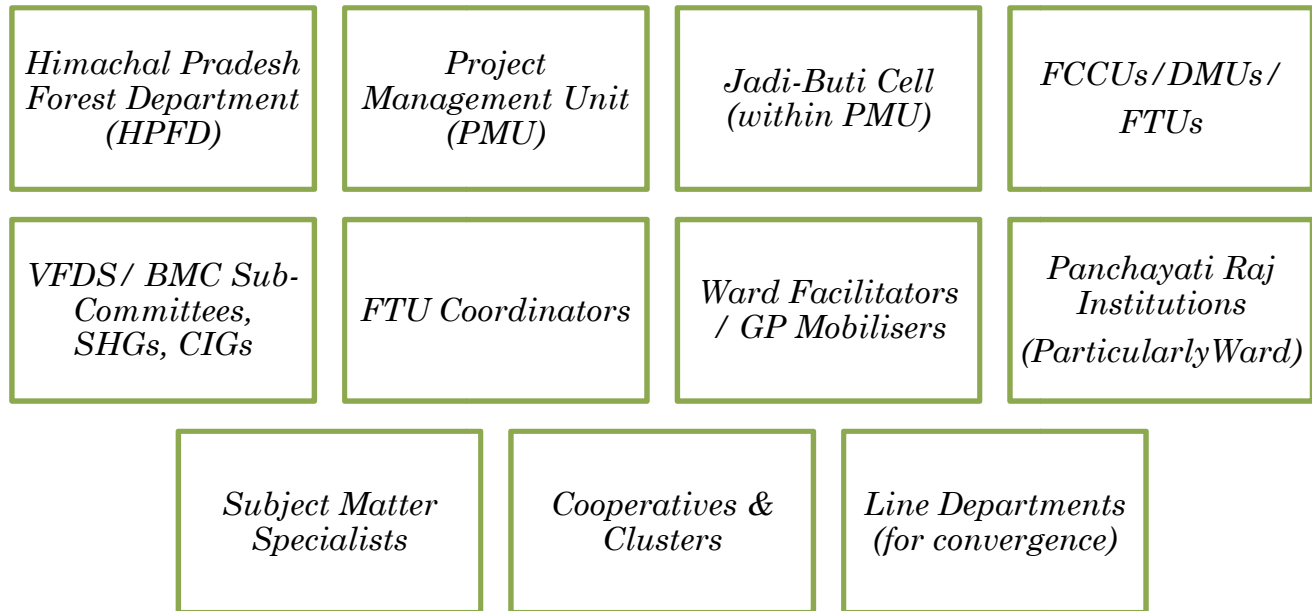 Himachal Pradesh
Forest Department
(HPFD)
Project
Management Unit
(PMU)
Jadi-Buti Cell
(within PMU)
FCCUs/DMUs/
FTUs
VFDS/ BMC Sub-
Committees,
SHGs, CIGs
FTU Coordinators
Ward Facilitators
/ GP Mobilisers
Panchayati Raj
Institutions
(ParticularlyWard)
Subject Matter
Specialists
Cooperatives &
Clusters
Line Departments
(for convergence)